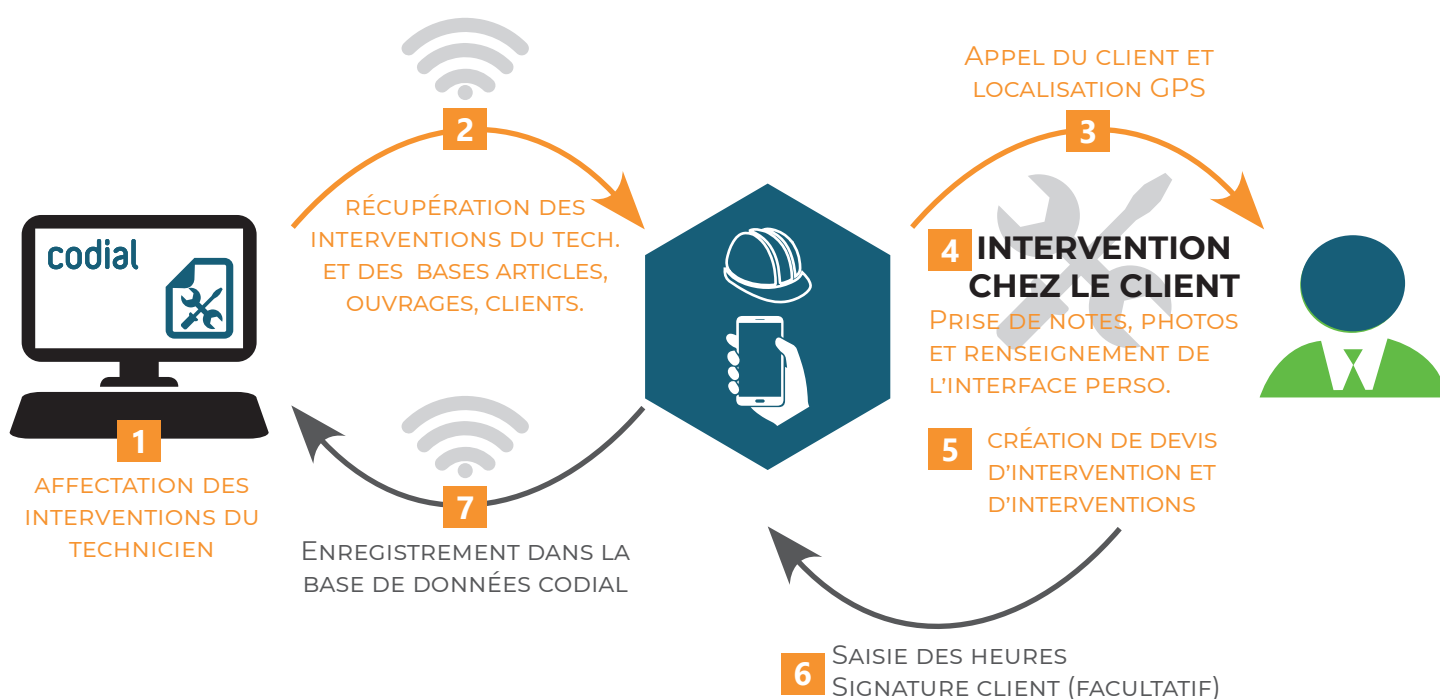 codial
1
AFFECTATION DES
INTERVENTIONS DU
TECHNICIEN
2
RÉCUPÉRATION DES
INTERVENTIONS DU TECH.
ET DES BASES ARTICLES,
OUVRAGES, CLIENTS.
APPEL DU CLIENT ET
LOCALISATION GPS
3
4 INTERVENTION
CHEZ LE CLIENT
PRISE DE NOTES, PHOTOS
ET RENSEIGNEMENT DE
L'INTERFACE PERSO.
5 CRÉATION DE DEVIS
D'INTERVENTION ET
D'INTERVENTIONS
6 SAISIE DES HEURES
SIGNATURE CLIENT (FACULTATIF)
7
ENREGISTREMENT DANS LA
BASE DE DONNÉES CODIAL